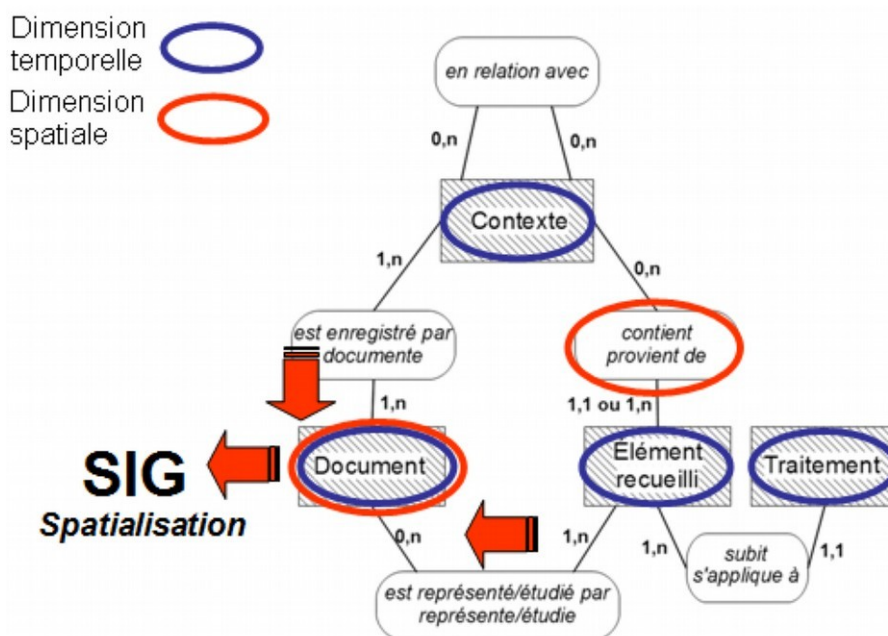 Dimension
temporelle
Dimension
spatiale
en relation avec
0,n
0,n
Contexte
1,n
0,n
est enregistré par
documente
contient
provient de
1,n
1,1 ou 1,n
SIG
Spatialisation
Document
Elément
recueilli
Traitement
0,n
1,n
1,n
1,1
subit
s'applique à
est représenté/étudié par
représente/étudie